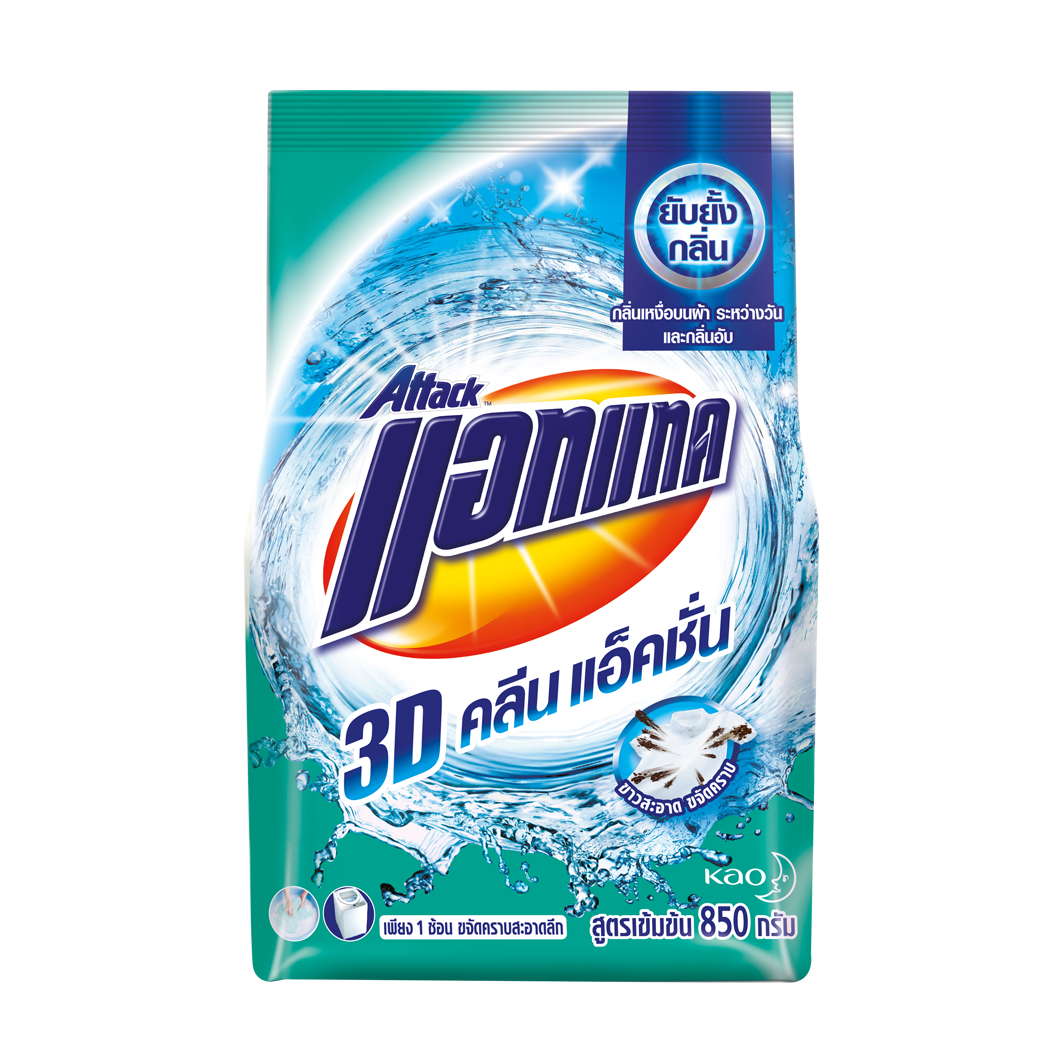 ยับยั้ง
กลิ่น
กลิ่นเหงื่อบนผ้า ระหว่างวัน
และกลิ่นอับ
Attack™
แอทแทค
3D คลีน แอ็คชั่น
ขาวสะอาด ขจัดคราบ
Kao
เพียง 1 ช้อน ขจัดคราบสะอาดลึก
สูตรเข้มข้น 850 กรัม